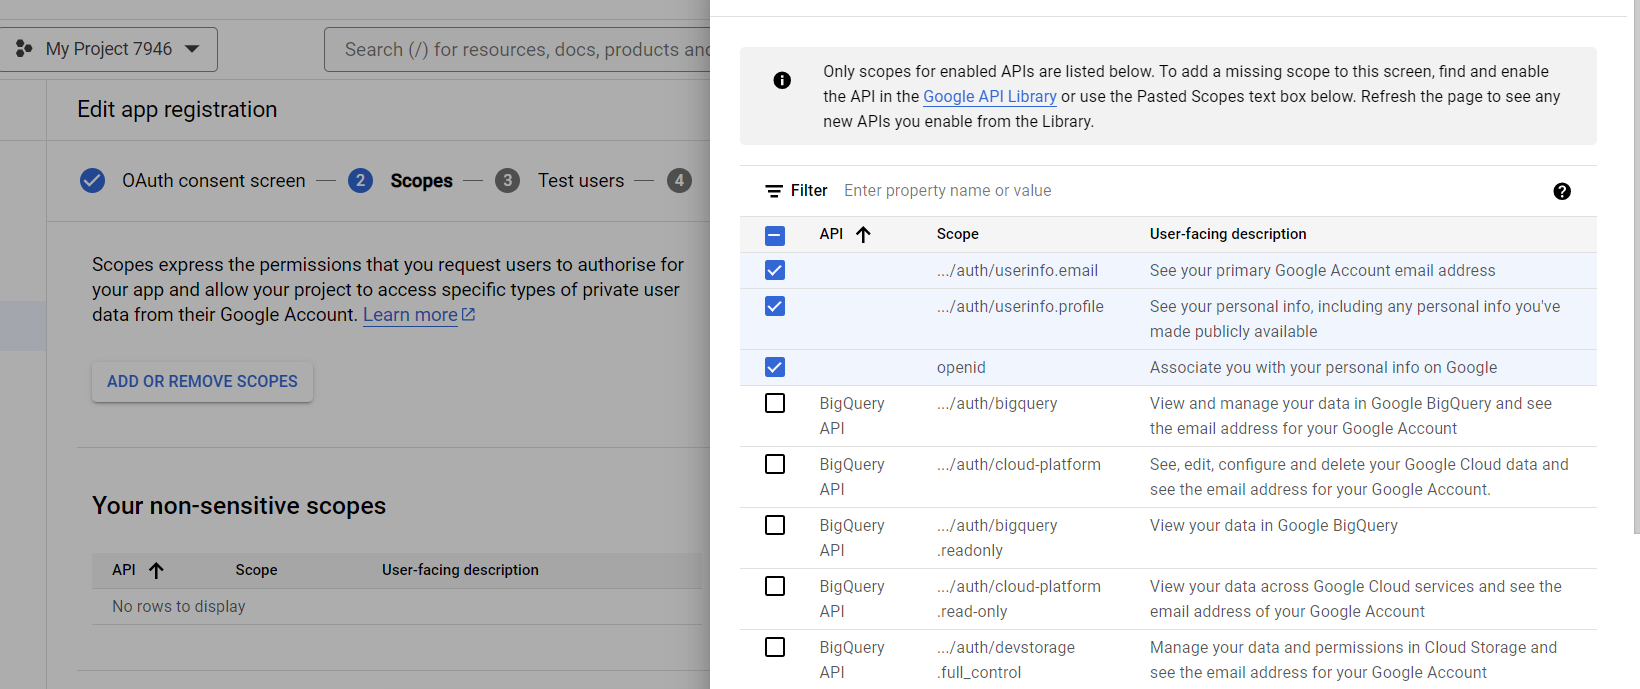 My Project 7946
Search (/) for resources, docs, products and
Edit app registration
OAuth consent screen
2
Scopes
3
Test users
4
Scopes express the permissions that you request users to authorise for
your app and allow your project to access specific types of private user
data from their Google Account. Learn more
ADD OR REMOVE SCOPES
Your non-sensitive scopes
API Scope User-facing description
No rows to display
Only scopes for enabled APIs are listed below. To add a missing scope to this screen, find and enable
the API in the Google API Library or use the Pasted Scopes text box below. Refresh the page to see any
new APIs you enable from the Library.
Filter Enter property name or value
API Scope User-facing description
.../auth/userinfo.email See your primary Google Account email address
.../auth/userinfo.profile See your personal info, including any personal info you've
made publicly available
openid Associate you with your personal info on Google
BigQuery .../auth/bigquery View and manage your data in Google BigQuery and see
API the email address for your Google Account
BigQuery .../auth/cloud-platform See, edit, configure and delete your Google Cloud data and
API see the email address for your Google Account.
BigQuery .../auth/bigquery View your data in Google BigQuery
API .readonly
BigQuery .../auth/cloud-platform View your data across Google Cloud services and see the
API .read-only email address of your Google Account
BigQuery .../auth/devstorage Manage your data and permissions in Cloud Storage and
API .full_control see the email address for your Google Account